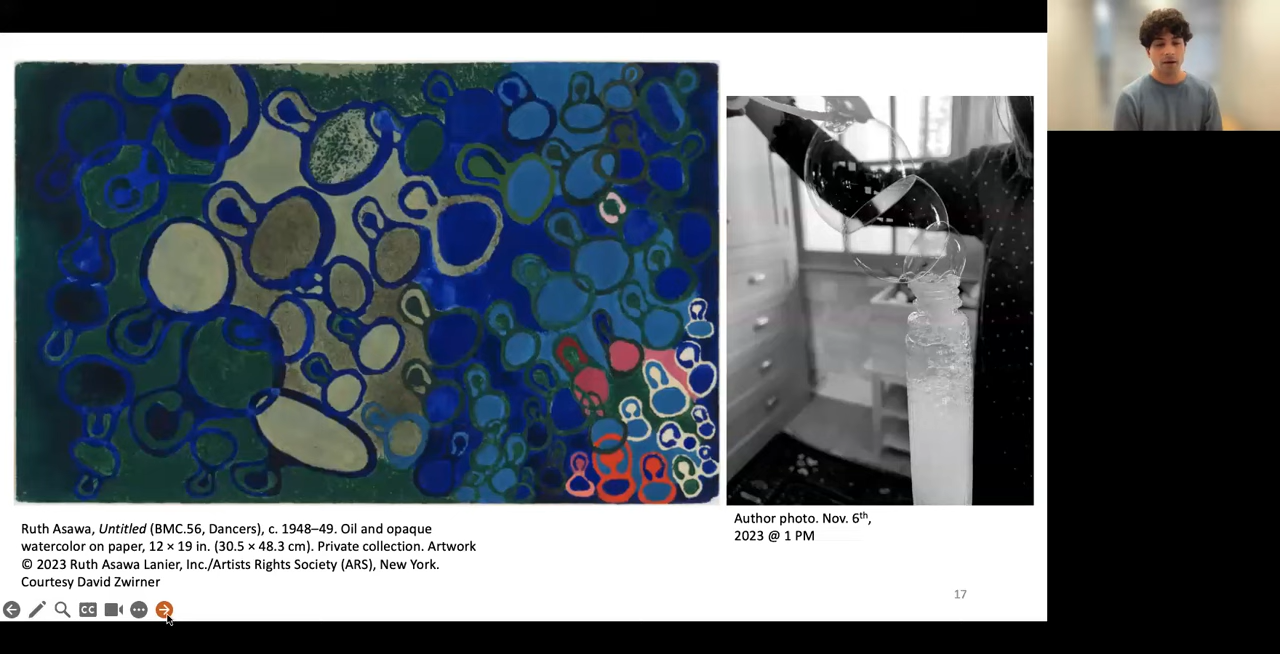 Ruth Asawa, Untitled (BMC.56, Dancers), c. 1948–49. Oil and opaque
watercolor on paper, 12 × 19 in. (30.5 × 48.3 cm). Private collection. Artwork
© 2023 Ruth Asawa Lanier, Inc./Artists Rights Society (ARS), New York.
Courtesy David Zwirner
Author photo. Nov. 6th,
2023 @ 1 PM
17
CC